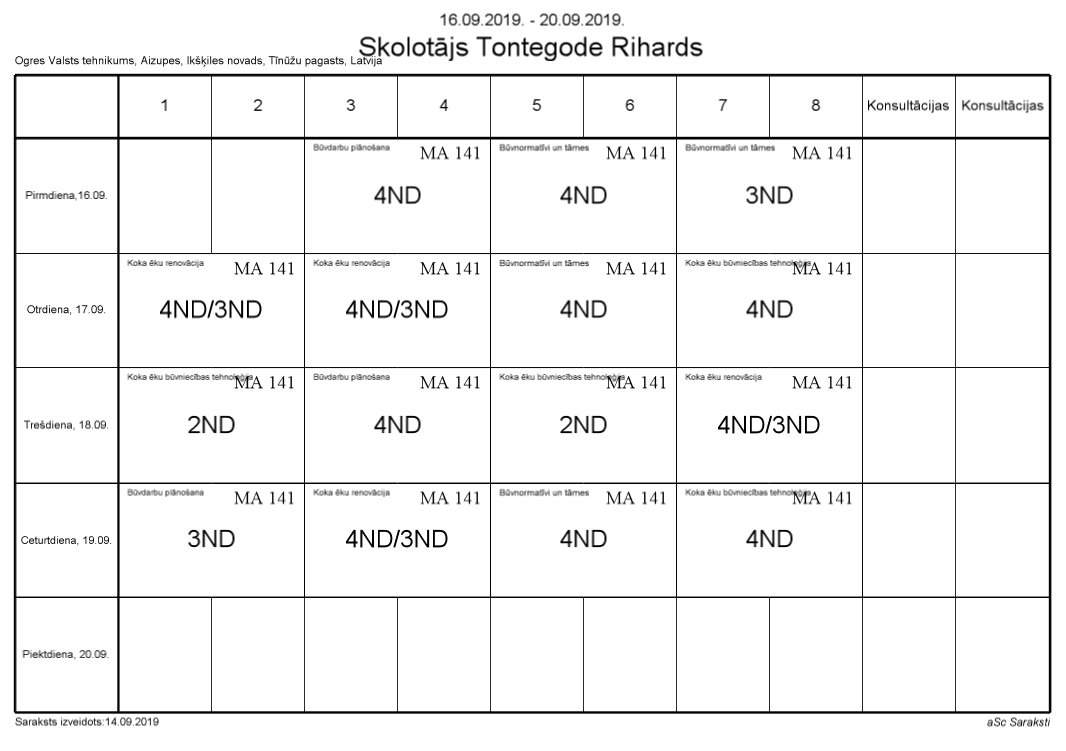 16.09.2019. - 20.09.2019.
Skolotājs Tontegode Rihards
Ogres Valsts tehnikums, Aizupes, Ikšķiles novads, Tīnūžu pagasts, Latvija
1 2 3 4 5 6 7 8 Konsultācijas Konsultācijas
Pirmdiena,16.09.
Būvdarbu plānošana MA 141
4ND
Būvnormatīvi un tāmes MA 141
4ND
Būvnormatīvi un tāmes MA 141
3ND
Otrdiena, 17.09.
Koka ēku renovācija MA 141
4ND/3ND
Koka ēku renovācija MA 141
4ND/3ND
Būvnormatīvi un tāmes MA 141
4ND
Koka ēku būvniecības tehnoloģija MA 141
4ND
Trešdiena, 18.09.
Koka ēku būvniecības tehnoloģija MA 141
2ND
Būvdarbu plānošana MA 141
4ND
Koka ēku būvniecības tehnoloģija MA 141
2ND
Koka ēku renovācija MA 141
4ND/3ND
Ceturtdiena, 19.09.
Būvdarbu plānošana MA 141
3ND
Koka ēku renovācija MA 141
4ND/3ND
Būvnormatīvi un tāmes MA 141
4ND
Koka ēku būvniecības tehnoloģija MA 141
4ND
Piektdiena, 20.09.
Saraksts izveidots:14.09.2019
aSc Saraksti